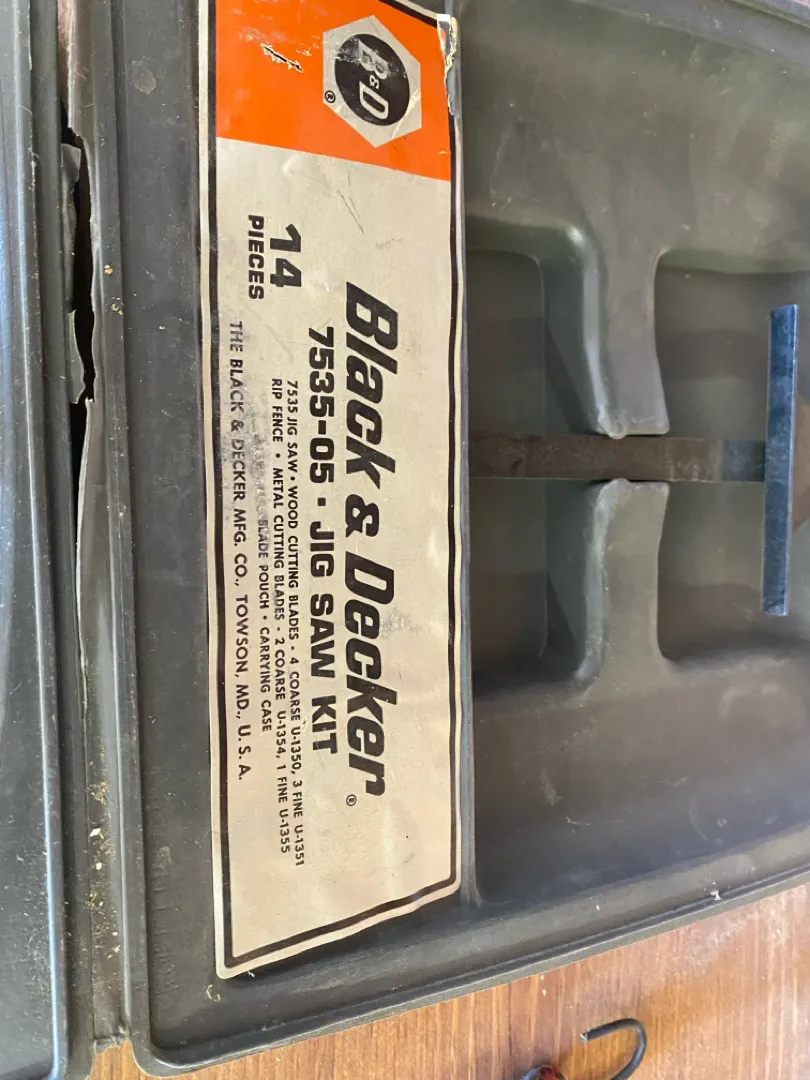 B&D
®
14
PIECES
Black & Decker®
7535-05 · JIG SAW KIT
7535 JIG SAW • WOOD CUTTING BLADES - 4 COARSE U-1350, 3 FINE U-1351
RIP FENCE • METAL CUTTING BLADES - 2 COARSE U-1354, 1 FINE U-1355
BLADE POUCH • CARRYING CASE
THE BLACK & DECKER MFG. CO., TOWSON, MD., U. S. A.